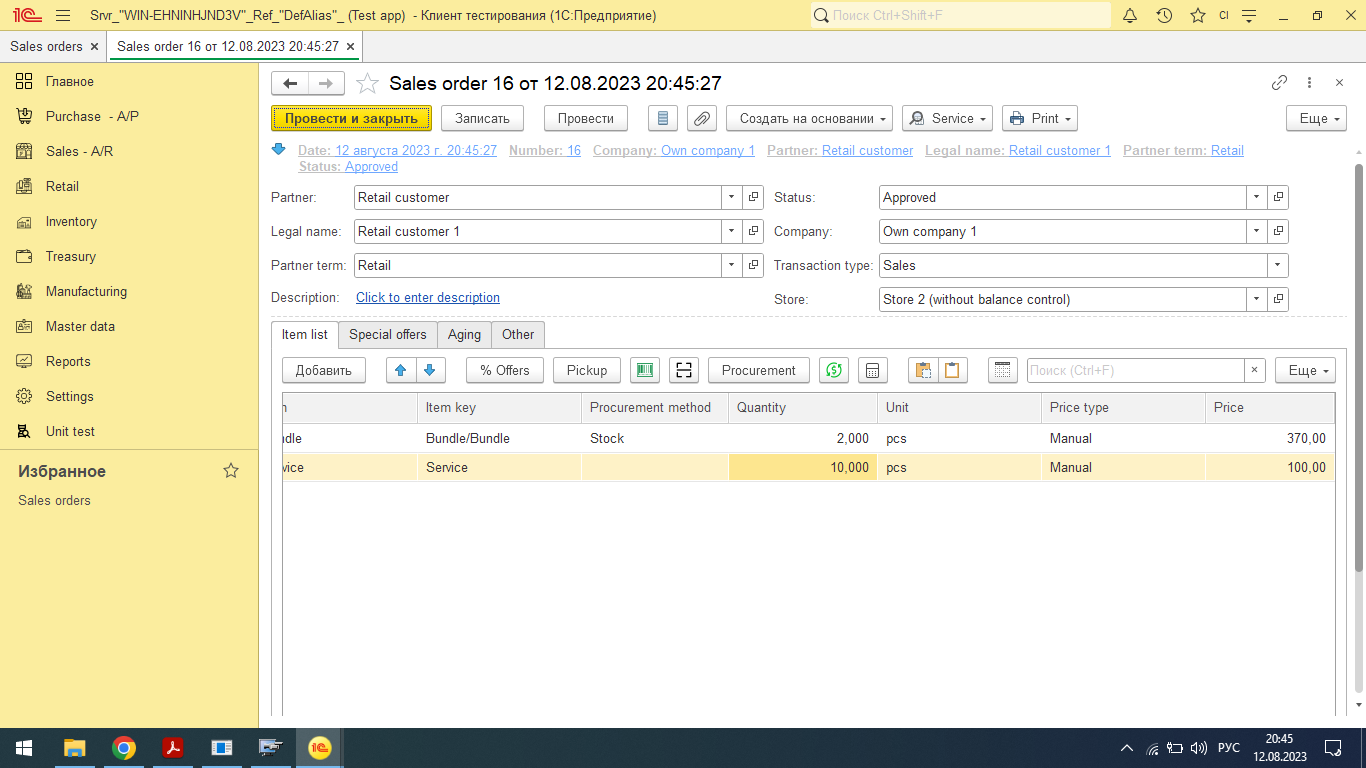 Srvr_"WIN-EHNINHJND3V"_Ref_"DefAlias"_ (Test app) - Клиент тестирования (1С:Предприятие)
Поиск Ctrl+Shift+F
CI
Sales orders
Sales order 16 от 12.08.2023 20:45:27
Главное
Purchase - A/P
Sales - A/R
Retail
Inventory
Treasury
Manufacturing
Master data
Reports
Settings
Unit test
Избранное
Sales orders
Sales order 16 от 12.08.2023 20:45:27
Провести и закрыть Записать Провести Создать на основании Service Print Еще
Date: 12 августа 2023 г. 20:45:27 Number: 16 Company: Own company 1 Partner: Retail customer Legal name: Retail customer 1 Partner term: Retail
Status: Approved
Partner: Retail customer Status: Approved
Legal name: Retail customer 1 Company: Own company 1
Partner term: Retail Transaction type: Sales
Description: Click to enter description Store: Store 2 (without balance control)
Item list Special offers Aging Other
Добавить % Offers Pickup Procurement Поиск (Ctrl+F) Еще
Item key Procurement method Quantity Unit Price type Price
dle Bundle/Bundle Stock 2,000 pcs Manual 370,00
vice Service 10,000 pcs Manual 100,00
РУС
20:45
12.08.2023